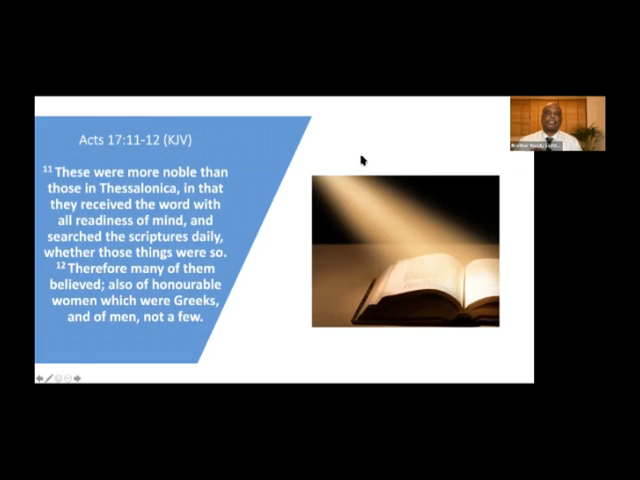 Acts 17:11-12 (KJV)
11 These were more noble than
those in Thessalonica, in that
they received the word with
all readiness of mind, and
searched the scriptures daily,
whether those things were so.
12 Therefore many of them
believed; also of honourable
women which were Greeks,
and of men, not a few.
Brother